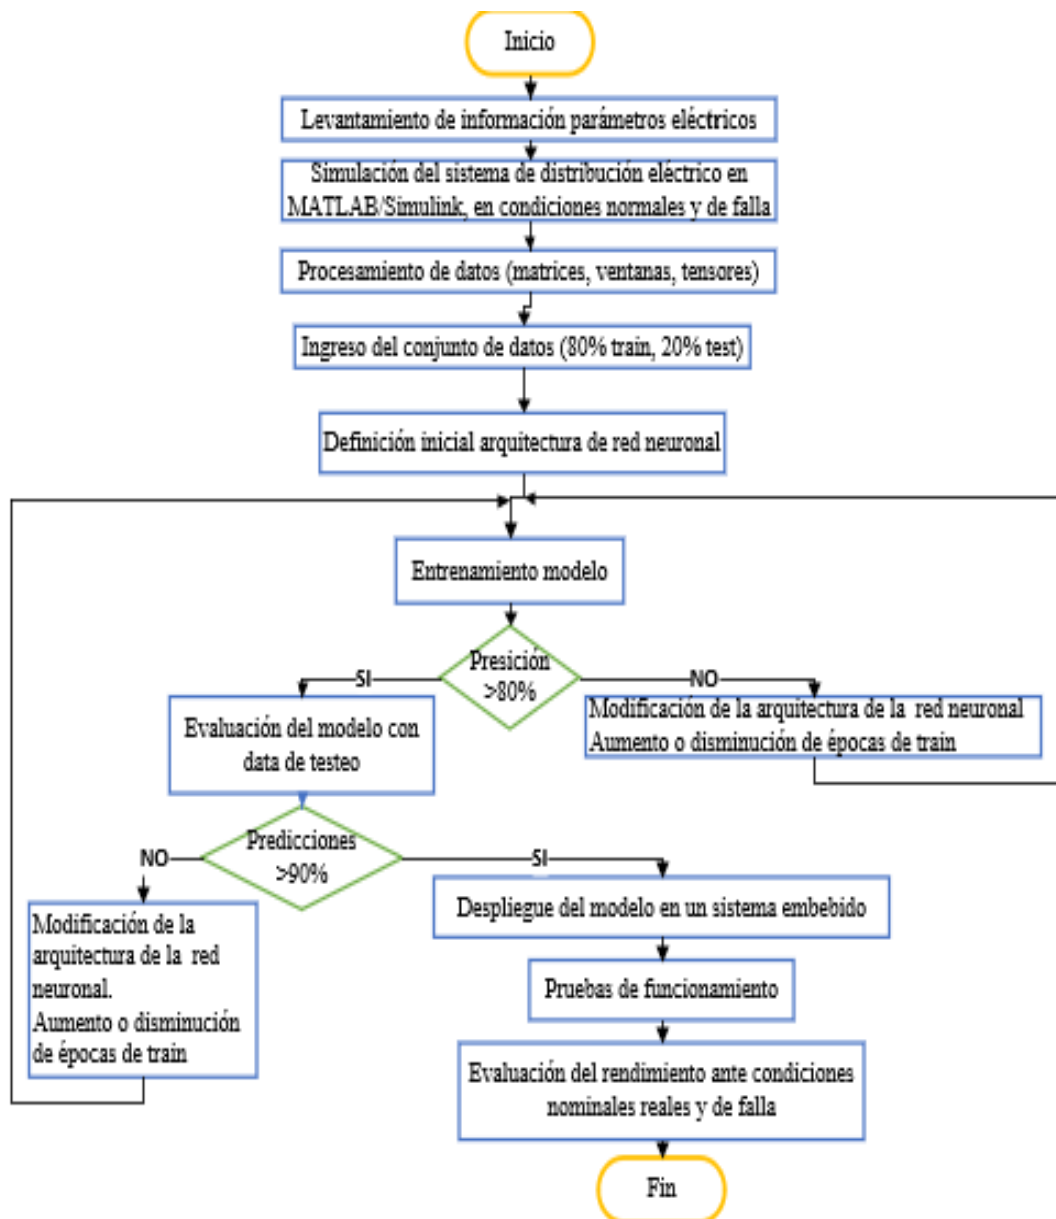 Inicio
Levantamiento de información parámetros eléctricos
Simulación del sistema de distribución eléctrico en
MATLAB/Simulink, en condiciones normales y de falla
Procesamiento de datos (matrices, ventanas, tensores)
Ingreso del conjunto de datos (80% train, 20% test)
Definición inicial arquitectura de red neuronal
Entrenamiento modelo
Presición
>80%
SI
NO
Evaluación del modelo con
data de testeo
Modificación de la arquitectura de la red neuronal
Aumento o disminución de épocas de train
Predicciones
>90%
NO
SI
Modificación de la
arquitectura de la red
neuronal.
Aumento o disminución
de épocas de train
Despliegue del modelo en un sistema embebido
Pruebas de funcionamiento
Evaluación del rendimiento ante condiciones
nominales reales y de falla
Fin